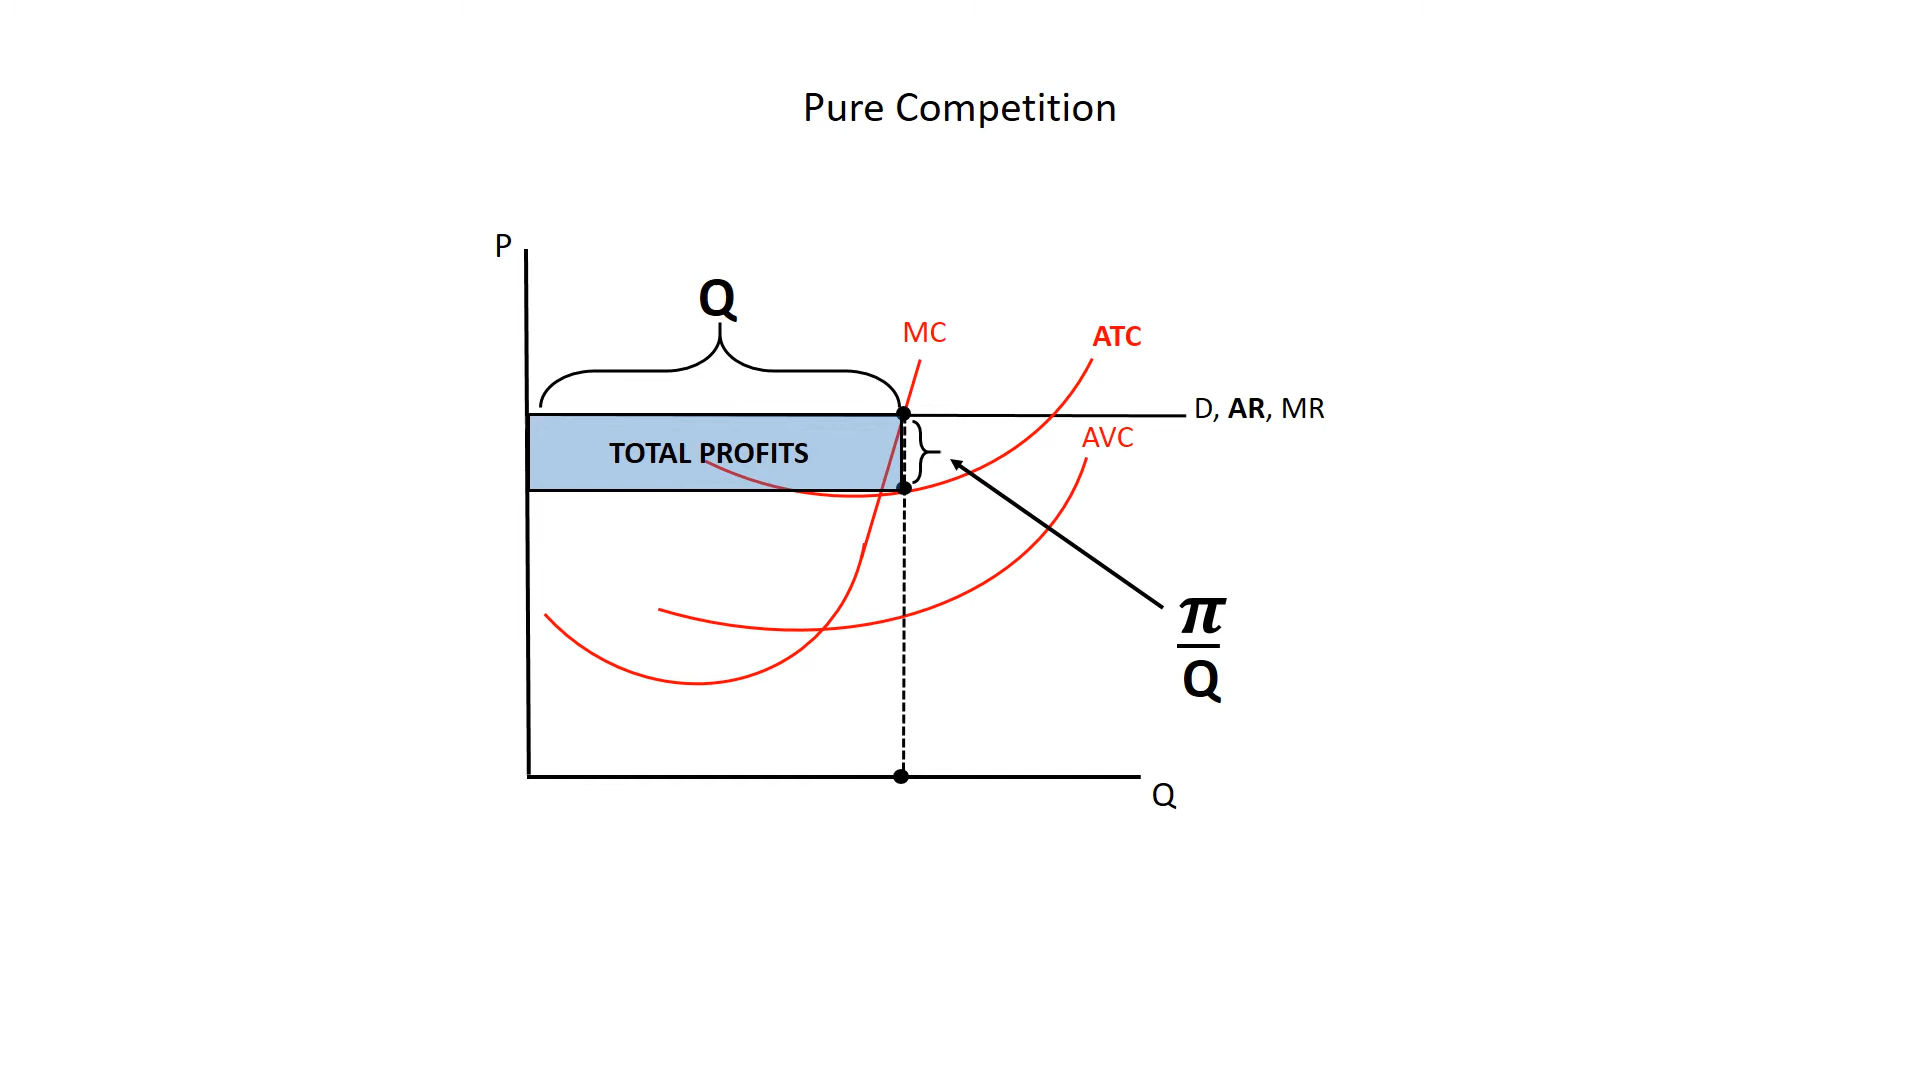 Pure Competition
P
Q
MC
ATC
D, AR, MR
AVC
TOTAL PROFITS
π
Q
Q